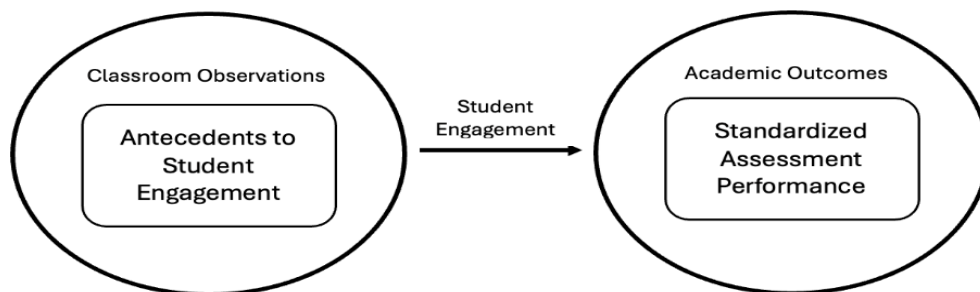 Classroom Observations
Antecedents to
Student
Engagement
Student
Engagement
Academic Outcomes
Standardized
Assessment
Performance